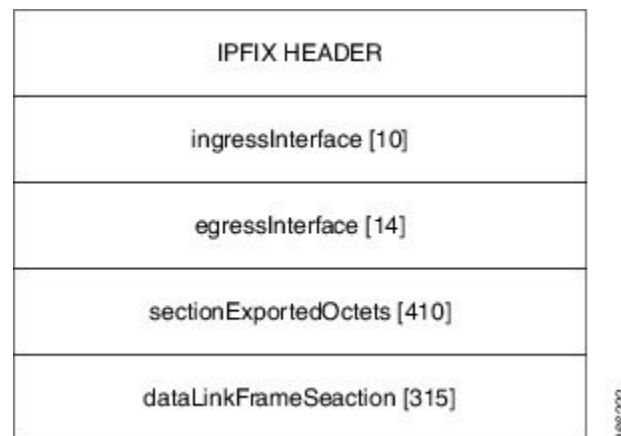 IPFIX HEADER
ingressInterface [10]
egressInterface [14]
sectionExportedOctets [410]
dataLinkFrameSeaction [315]